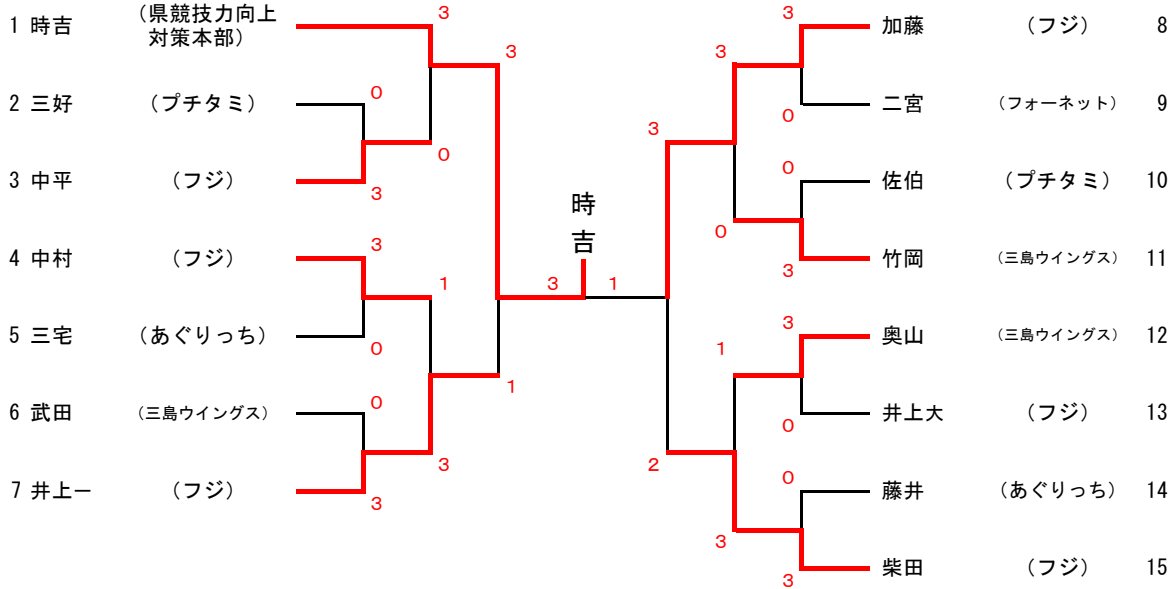 1 時吉 (県競技力向上
対策本部) 3 3 加藤 (フジ) 8
3 3
2 三好 (プチタミ) 0 0 二宮 (フォーネット) 9
3
0 0
3 中平 (フジ) 3 佐伯 (プチタミ) 10
時
吉
3 0
4 中村 (フジ) 3 竹岡 (三島ウイングス) 11
1 3 1
5 三宅 (あぐりっち) 0 3 奥山 (三島ウイングス) 12
1
1
6 武田 (三島ウイングス) 0 0 井上大 (フジ) 13
3 2
0
7 井上一 (フジ) 3 藤井 (あぐりっち) 14
3
3 柴田 (フジ) 15